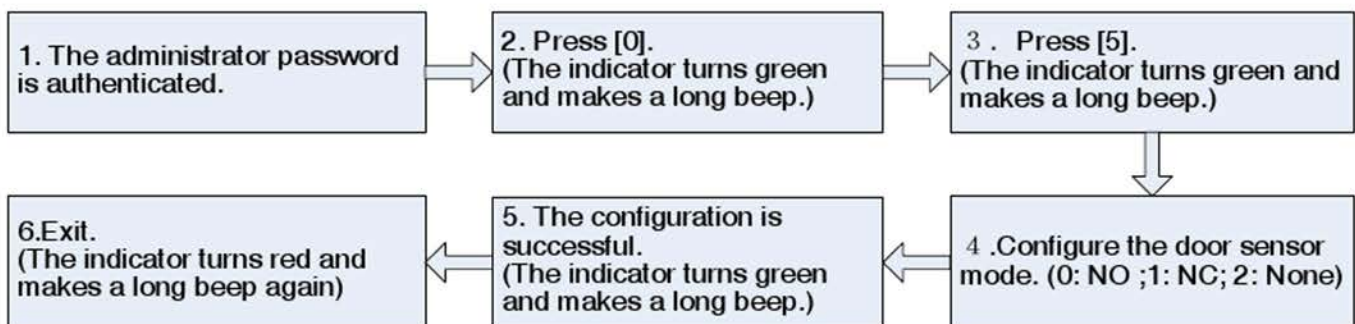 1. The administrator password
is authenticated.
2. Press [0].
(The indicator turns green
and makes a long beep.)
3 . Press [5].
(The indicator turns green and
makes a long beep.)
4 .Configure the door sensor
mode. (0: NO ;1: NC; 2: None)
5. The configuration is
successful.
(The indicator turns green
and makes a long beep.)
6.Exit.
(The indicator turns red and
makes a long beep again)